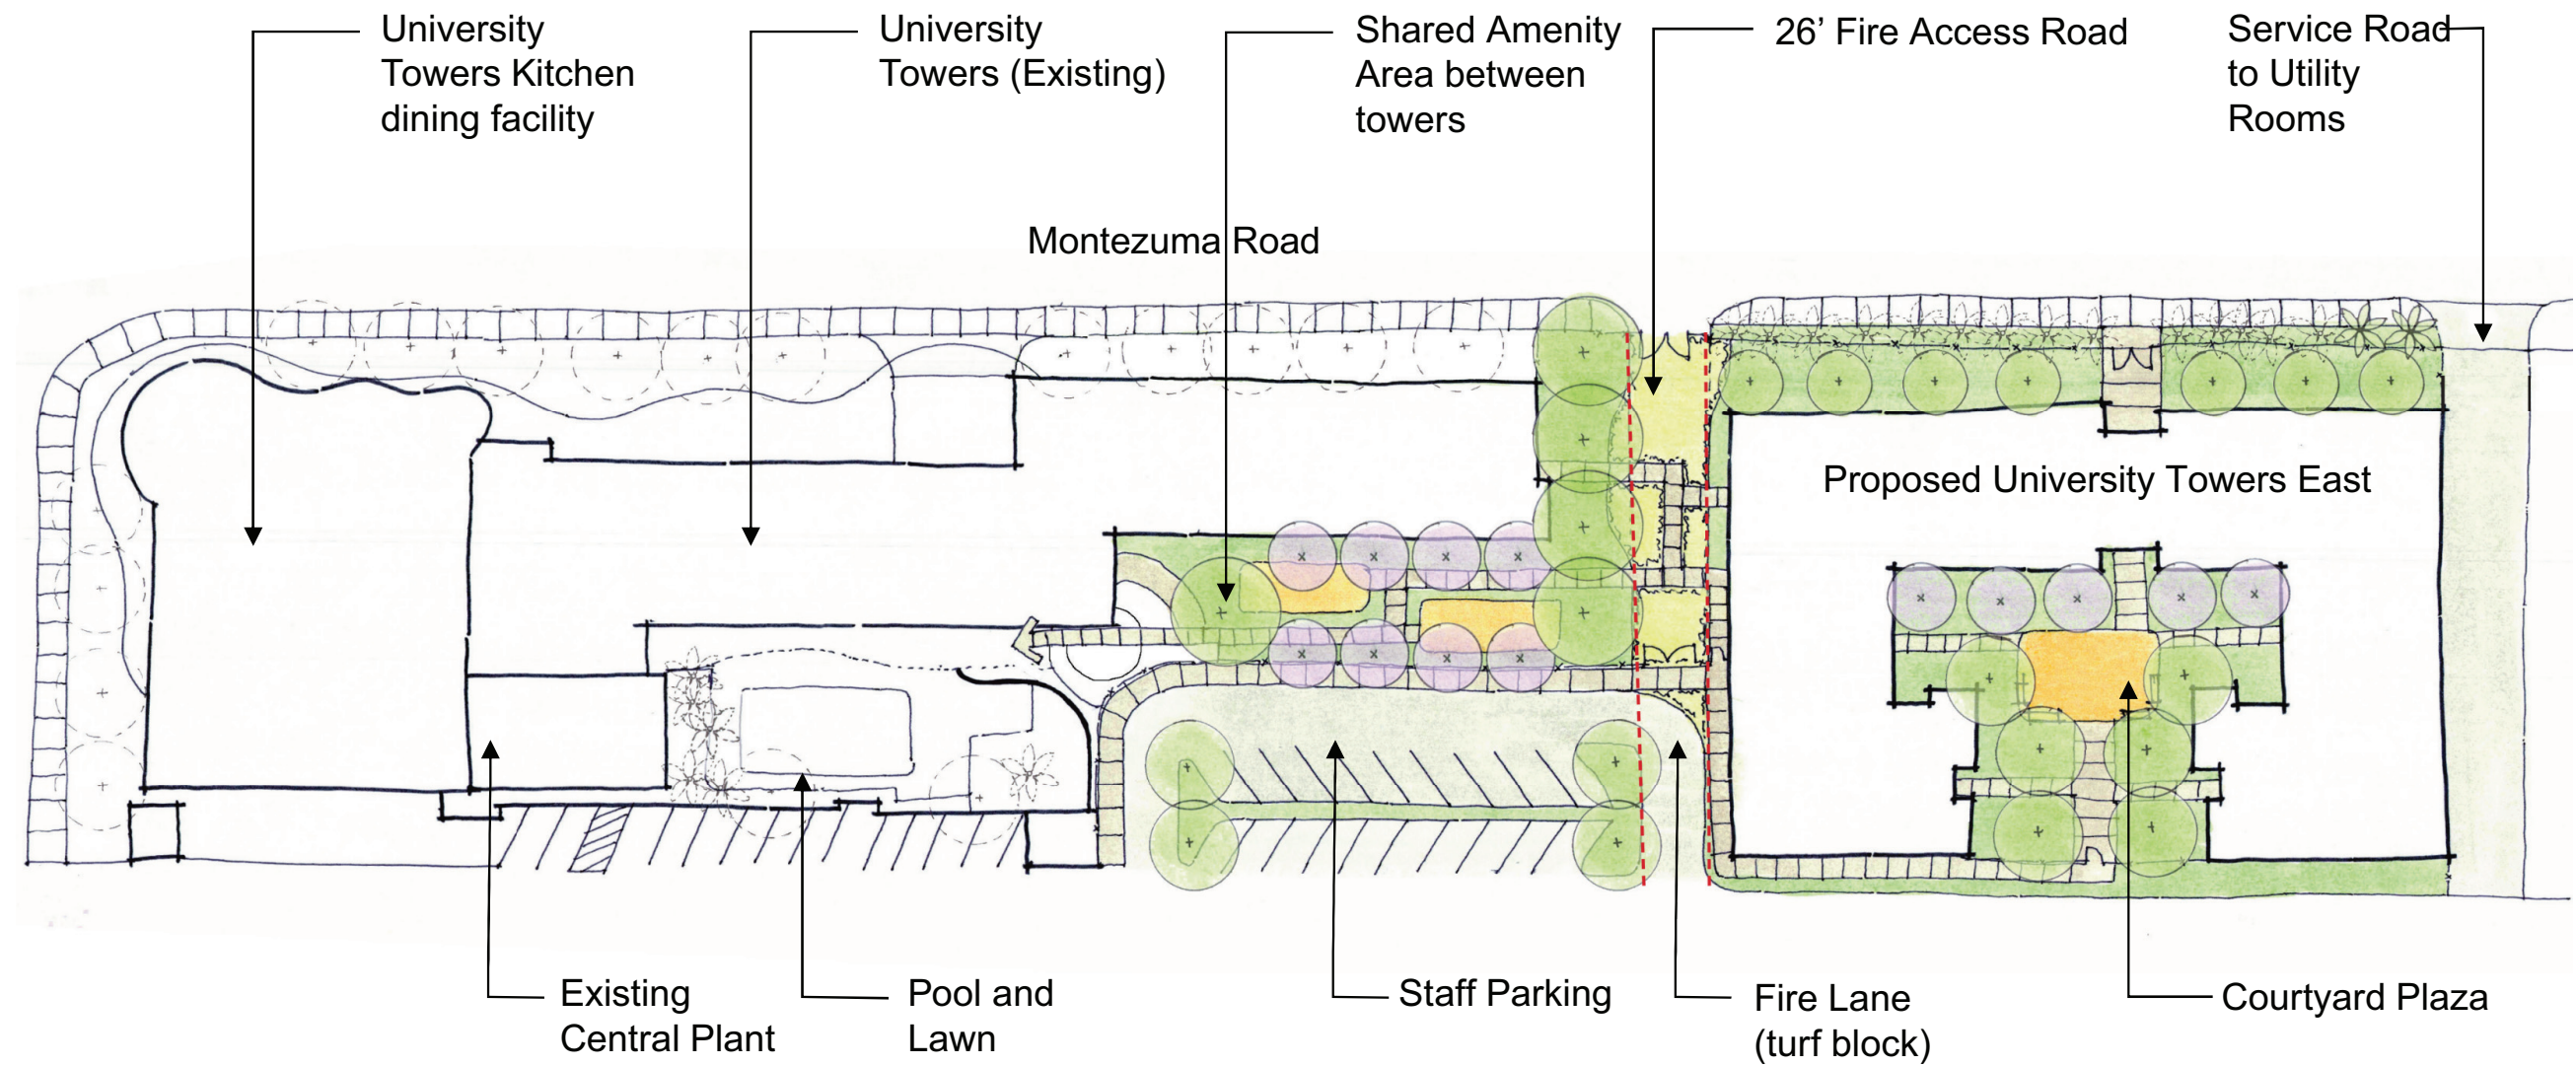 University
Towers Kitchen
dining facility
University
Towers (Existing)
Shared Amenity
Area between
towers
26’ Fire Access Road
Service Road
to Utility
Rooms
Montezuma Road
Proposed University Towers East
Existing
Central Plant
Pool and
Lawn
Staff Parking
Fire Lane
(turf block)
Courtyard Plaza